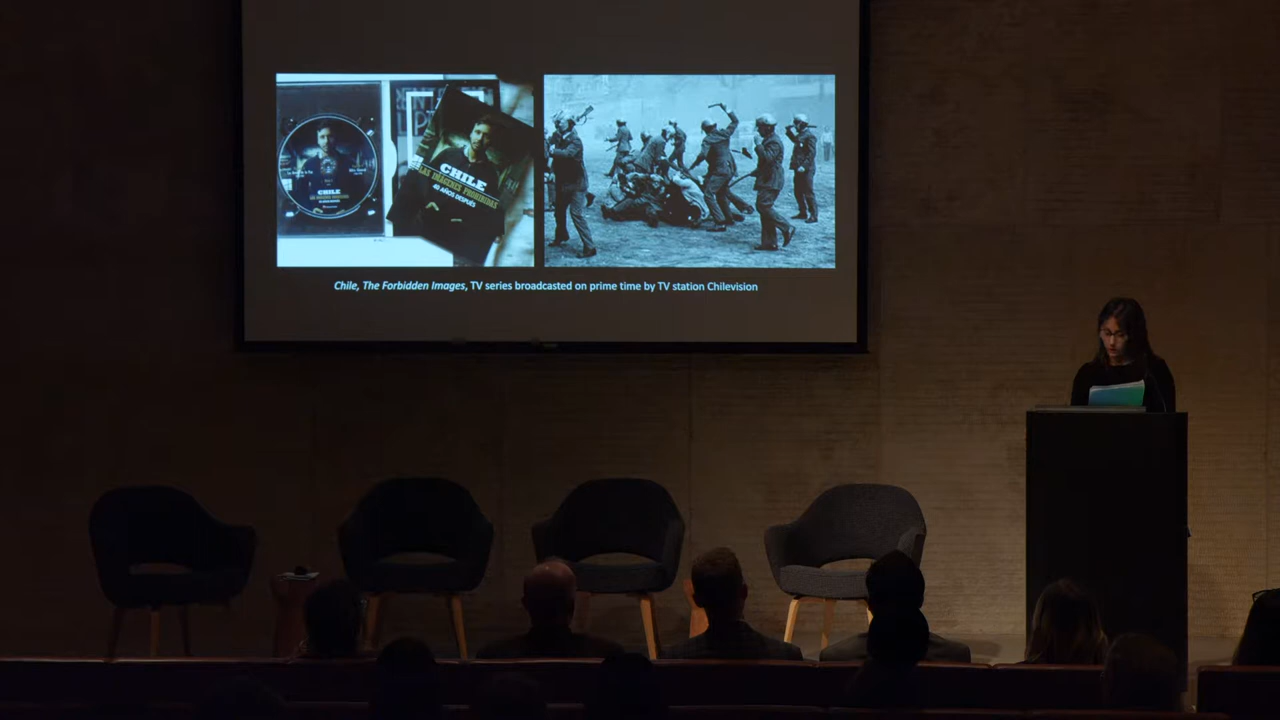 CHILE
LAS IMÁGENES PROHIBIDAS
40 AÑOS DESPUÉS
CHILE
Chile, The Forbidden Images, TV series broadcasted on prime time by TV station Chilevision